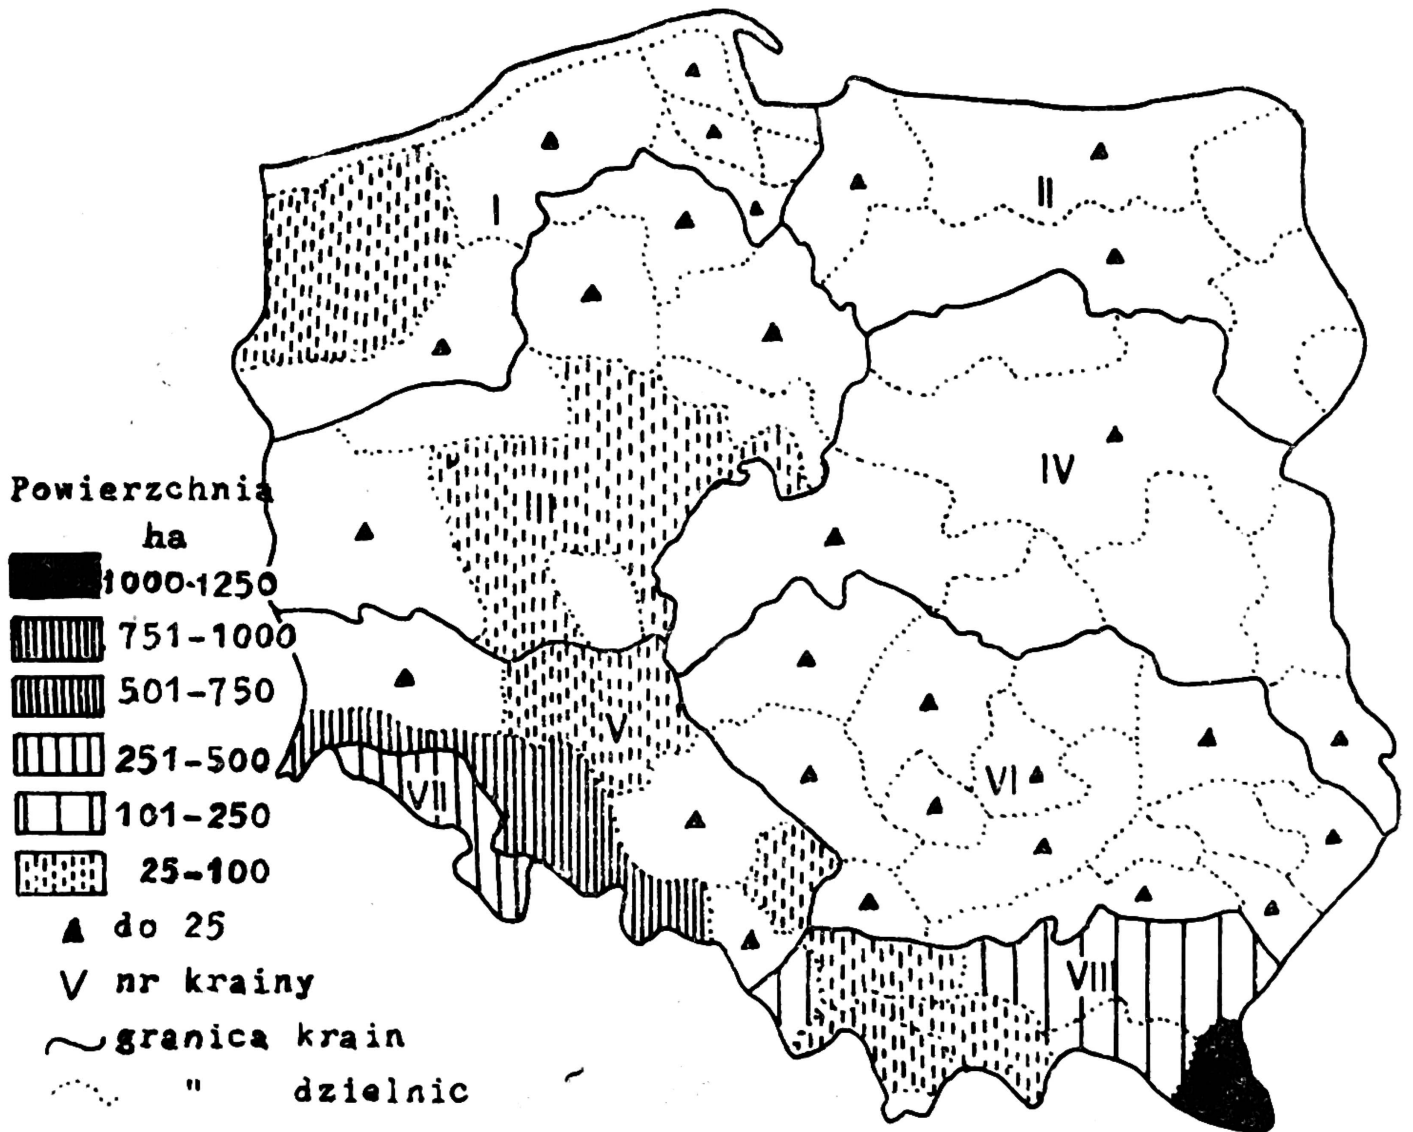 I
II
III
IV
V
VI
VII
VIII
Powierzchnia
ha
1000-1250
751-1000
501-750
251-500
101-250
25-100
do 25
V nr krainy
granica krain
" dzielnic